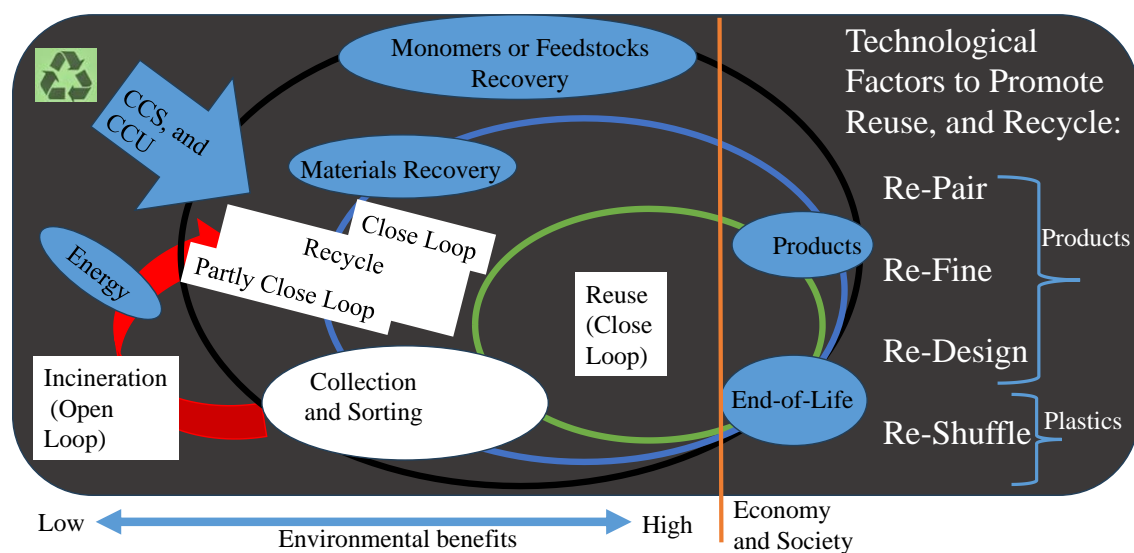 Monomers or Feedstocks
Recovery
Technological
Factors to Promote
Reuse, and Recycle:
CCS, and
CCU
Materials Recovery
Re-Pair
Close Loop
Products
Products
Recycle
Energy
Partly Close Loop
Re-Fine
Reuse
(Close
Loop)
Re-Design
Incineration
(Open
Loop)
Collection
and Sorting
End-of-Life
Re-Shuffle
Plastics
Low
High
Environmental benefits
Economy
and Society